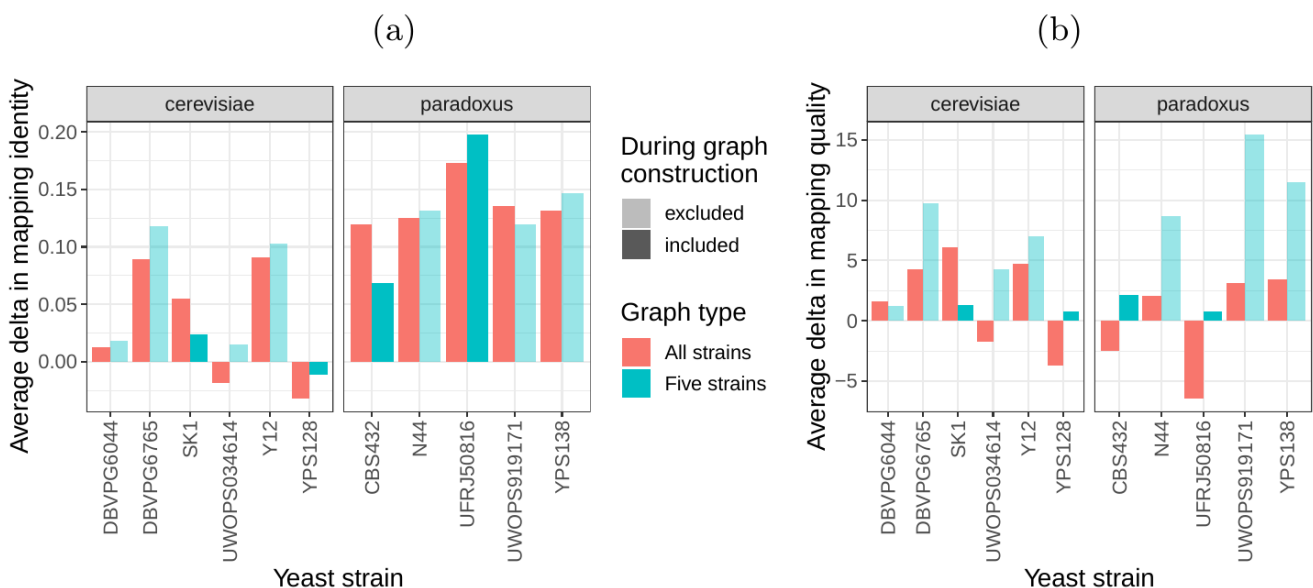 (a)
(b)
Average delta in mapping identity
cerevisiae
paradoxus
0.20
0.15
0.10
0.05
0.00
DBVPG6044
DBVPG6765
SK1
UWOPS034614
Y12
YPS128
CBS432
N44
UFRJ50816
UWOPS919171
YPS138
Yeast strain
During graph
construction
excluded
included
Graph type
All strains
Five strains
Average delta in mapping quality
cerevisiae
paradoxus
15
10
5
0
−5
DBVPG6044
DBVPG6765
SK1
UWOPS034614
Y12
YPS128
CBS432
N44
UFRJ50816
UWOPS919171
YPS138
Yeast strain